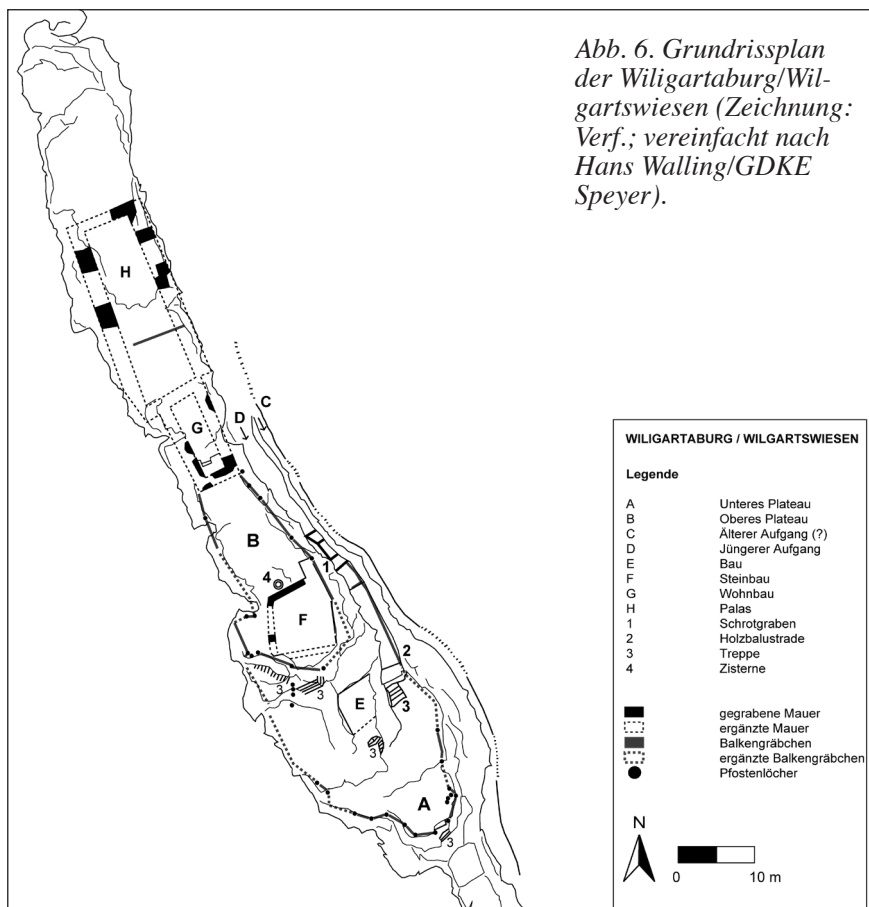 Abb. 6. Grundrissplan
der Wiligartaburg/Wil-
gartswiesen (Zeichnung:
Verf.; vereinfacht nach
Hans Walling/GDKE
Speyer).
H
C
D
G
B
1
4
F
2
3
3
E
3
3
A
3
WILIGARTABURG / WILGARTSWIESEN
Legende
A Unteres Plateau
B Oberes Plateau
C Älterer Aufgang (?)
D Jüngerer Aufgang
E Bau
F Steinbau
G Wohnbau
H Palas
1 Schrotgraben
2 Holzbalustrade
3 Treppe
4 Zisterne
gegrabene Mauer
ergänzte Mauer
Balkengräbchen
ergänzte Balkengräbchen
Pfostenlöcher
N
0 10 m